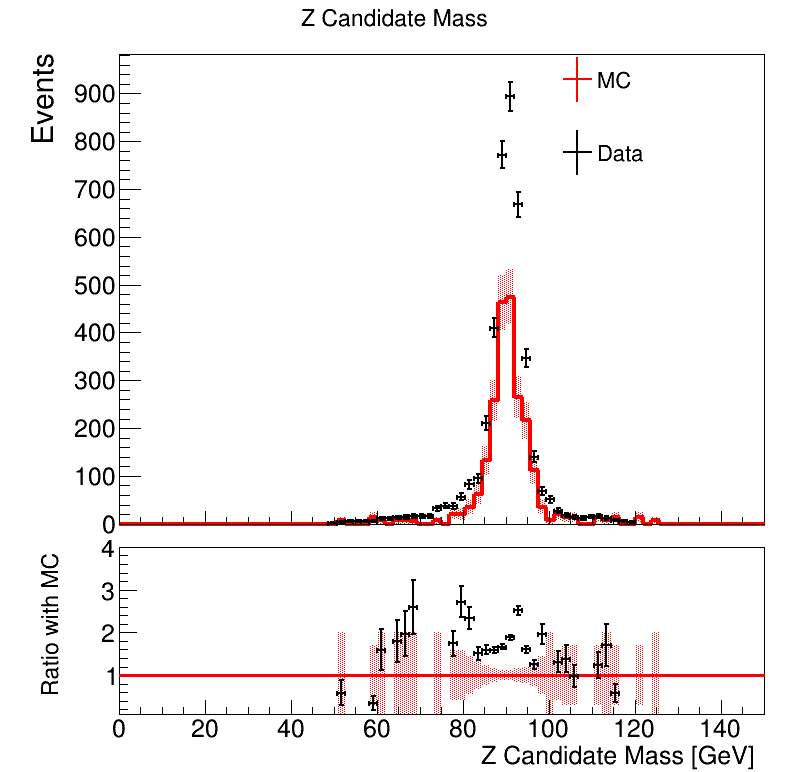 Z Candidate Mass
Events
900
800
700
600
500
400
300
200
100
0
MC
Data
Ratio with MC
4
3
2
1
0 20 40 60 80 100 120 140
Z Candidate Mass [GeV]